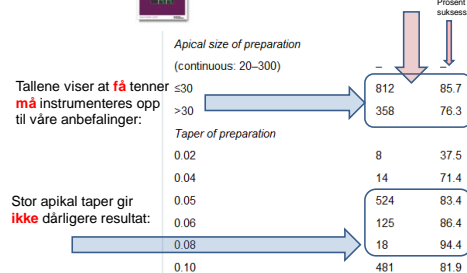 Prosent
suksess
Apical size of preparation
(continuous: 20–300) – –
Tallene viser at få tenner ≤30 812 85.7
må instrumenteres opp >30 358 76.3
til våre anbefalinger:
Taper of preparation
0.02 8 37.5
0.04 14 71.4
Stor apikal taper gir 0.05 524 83.4
ikke dårligere resultat: 0.06 125 86.4
0.08 18 94.4
0.10 481 81.9